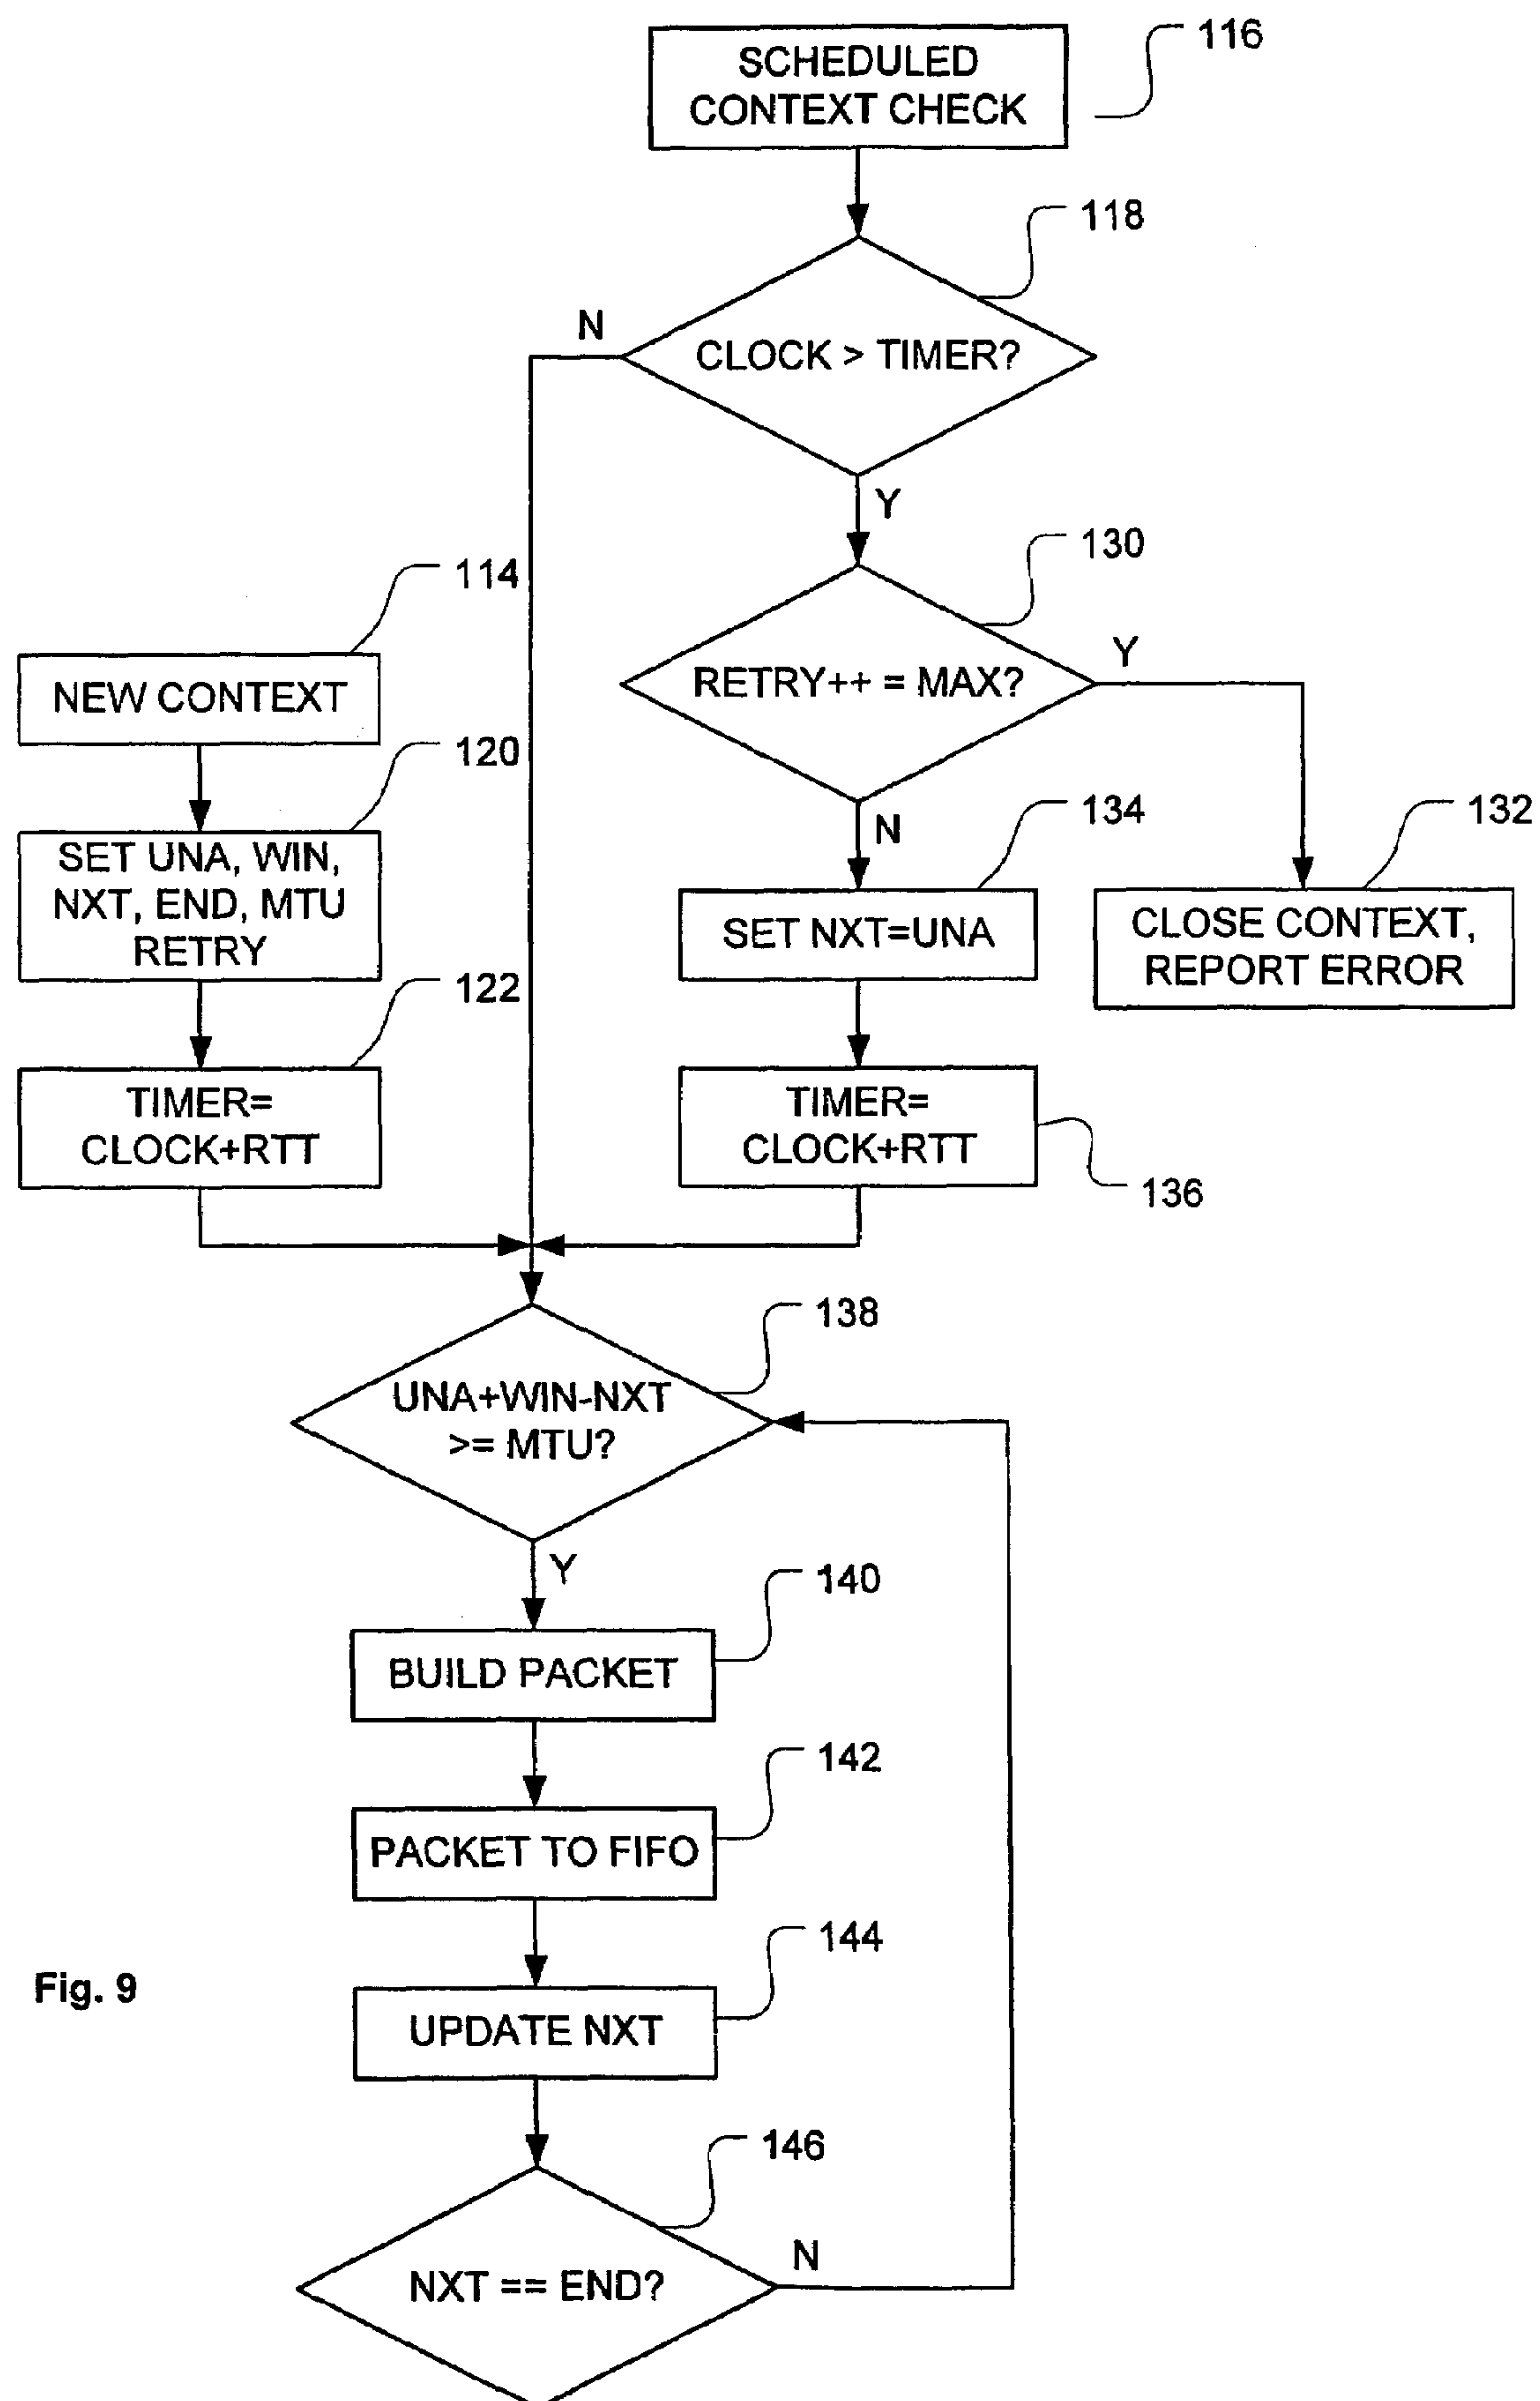 SCHEDULED
CONTEXT CHECK
116
118
N
CLOCK > TIMER?
Y
130
114
RETRY++ = MAX?
Y
NEW CONTEXT
120
N
134
132
SET UNA, WIN,
NXT, END, MTU
RETRY
SET NXT=UNA
CLOSE CONTEXT,
REPORT ERROR
122
TIMER=
CLOCK+RTT
TIMER=
CLOCK+RTT
136
138
UNA+WIN-NXT
>= MTU?
Y
140
BUILD PACKET
142
PACKET TO FIFO
144
Fig. 9
UPDATE NXT
146
N
NXT == END?